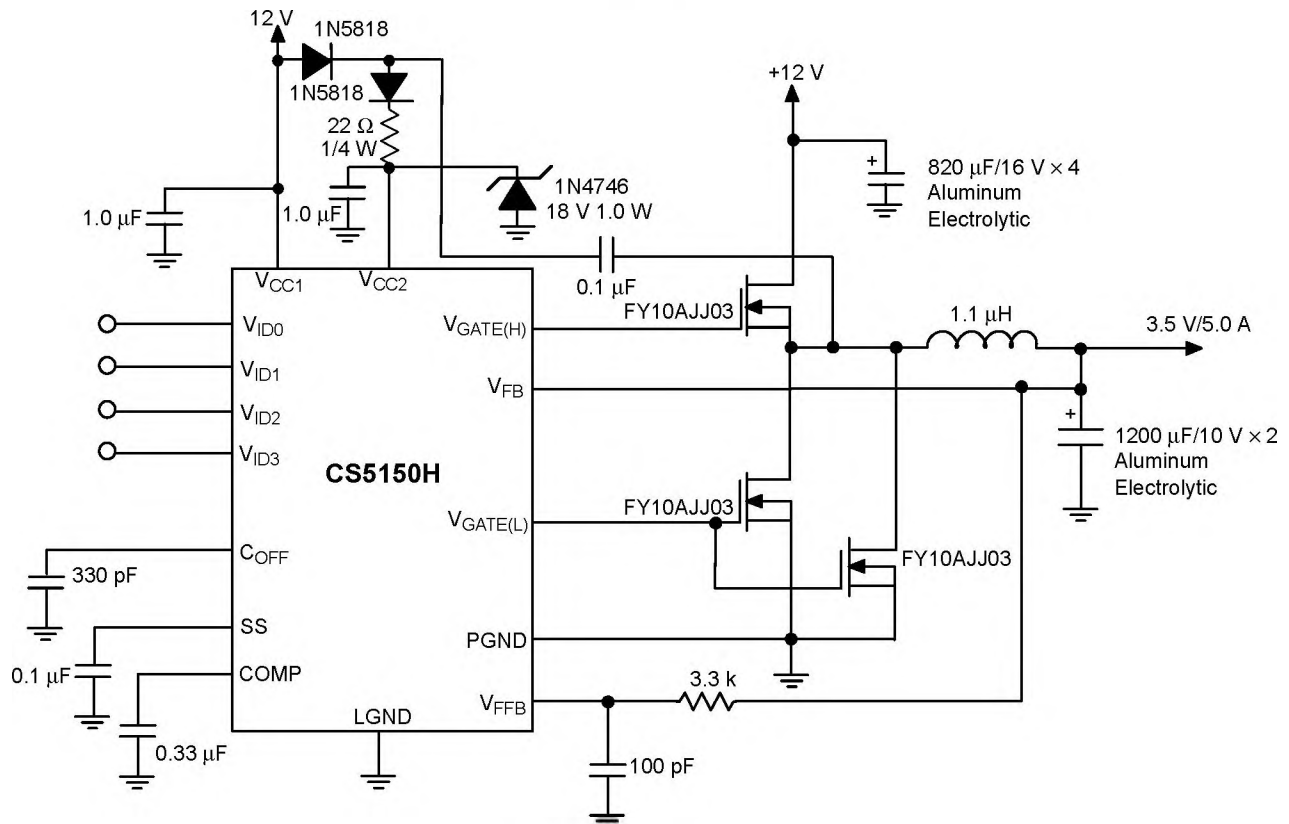 12 V
1N5818
1N5818
22 Ω
1/4 W
1.0 μF
1.0 μF
1N4746
18 V 1.0 W
0.1 μF
+12 V
+
820 μF/16 V × 4
Aluminum
Electrolytic
VCC1
VCC2
VID0
VID1
VID2
VID3
CS5150H
COFF
SS
COMP
LGND
VGATE(H)
VFB
VGATE(L)
PGND
VFFB
330 pF
0.1 μF
0.33 μF
FY10AJJ03
FY10AJJ03
FY10AJJ03
1.1 μH
3.5 V/5.0 A
+
1200 μF/10 V × 2
Aluminum
Electrolytic
3.3 k
100 pF